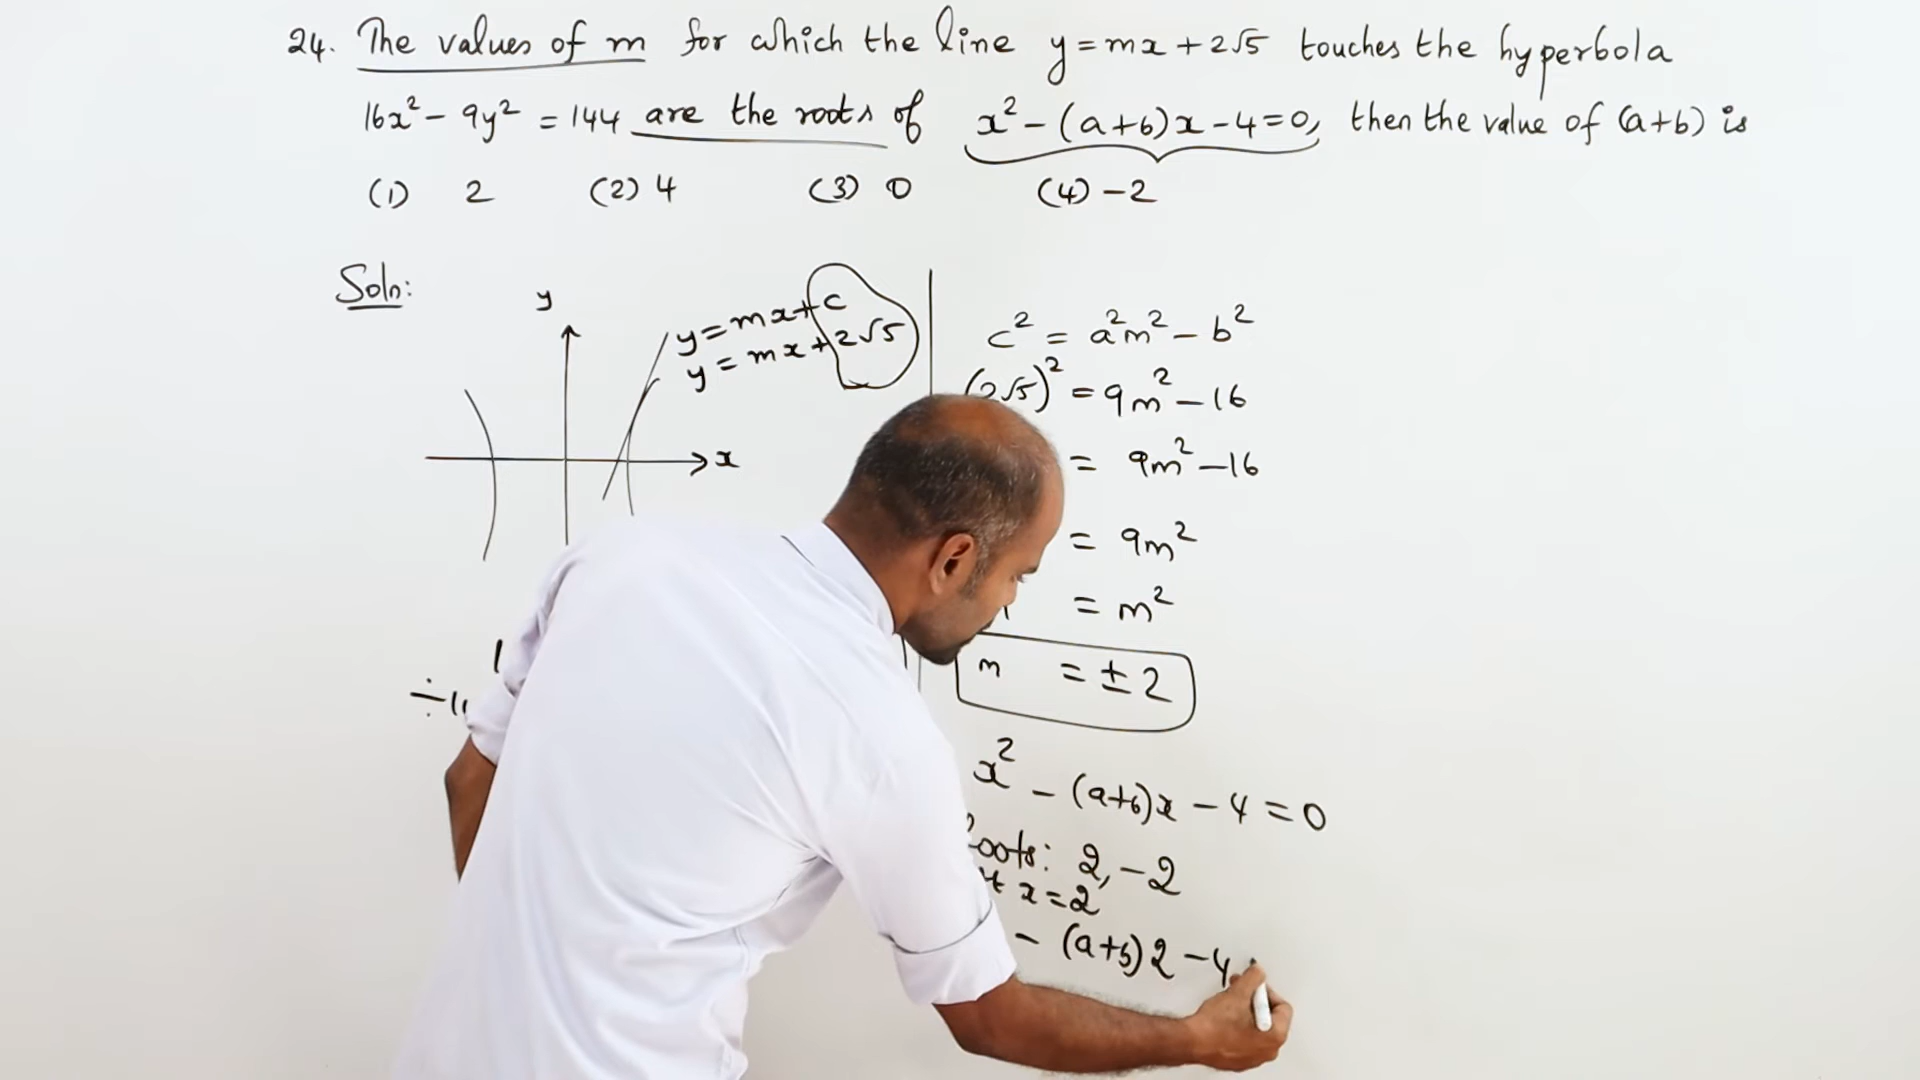 24. The values of m for which the line y = mx + 2√5 touches the hyperbola
16x² - 9y² = 144 are the roots of x² - (a+b)x - 4 = 0, then the value of (a+b) is
(1) 2 (2) 4 (3) 0 (4) -2
Soln:
y
y = mx + c
y = mx + 2√5
x
÷
c² = a²m² - b²
(2√5)² = 9m² - 16
= 9m² - 16
= 9m²
= m²
m = ± 2
x² - (a+b)x - 4 = 0
Roots: 2, -2
x = 2
- (a+b) 2 - 4